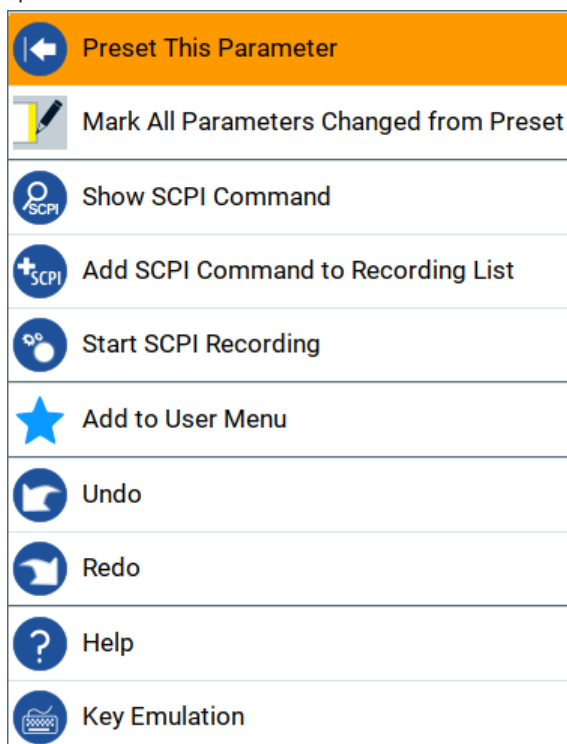 Preset This Parameter
Mark All Parameters Changed from Preset
SCPI
Show SCPI Command
SCPI
Add SCPI Command to Recording List
Start SCPI Recording
Add to User Menu
Undo
Redo
?
Help
Key Emulation